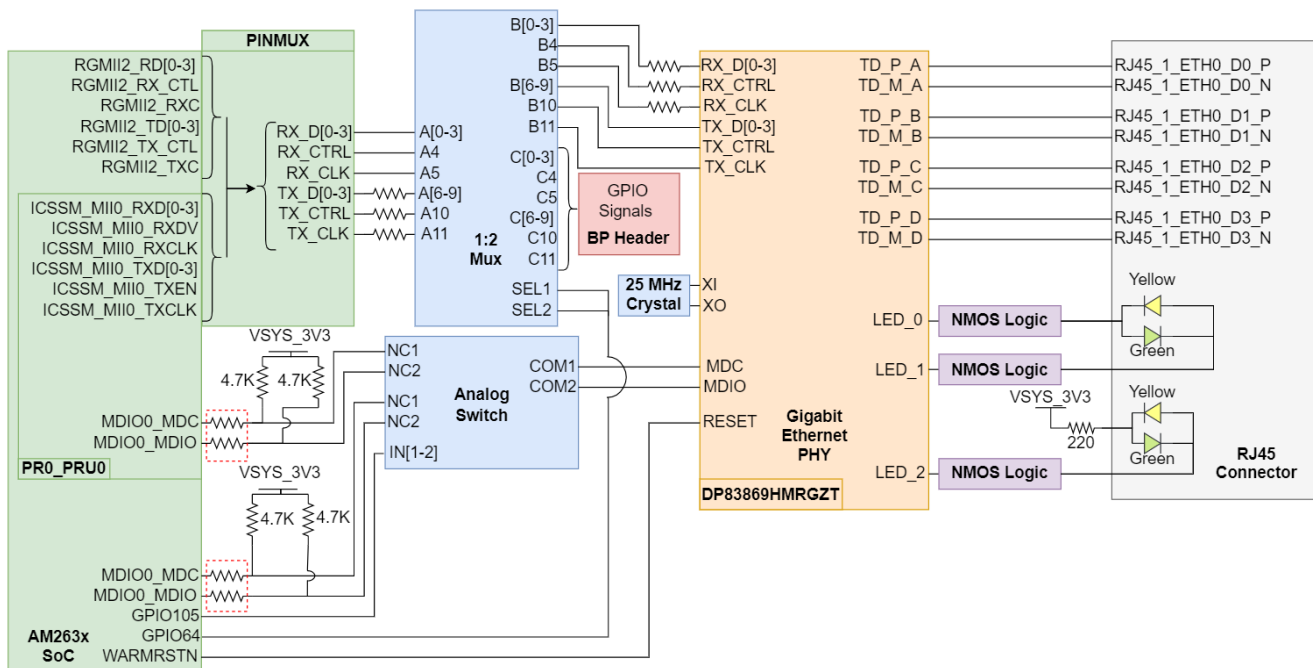 PINMUX
RGMII2_RD[0-3]
RGMII2_RX_CTL
RGMII2_RXC
RGMII2_TD[0-3]
RGMII2_TX_CTL
RGMII2_TXC
ICSSM_MII0_RXD[0-3]
ICSSM_MII0_RXDV
ICSSM_MII0_RXCLK
ICSSM_MII0_TXD[0-3]
ICSSM_MII0_TXEN
ICSSM_MII0_TXCLK
RX_D[0-3]
RX_CTRL
RX_CLK
TX_D[0-3]
TX_CTRL
TX_CLK
MDIO0_MDC
MDIO0_MDIO
PR0_PRU0
VSYS_3V3
4.7K
4.7K
VSYS_3V3
4.7K
4.7K
MDIO0_MDC
MDIO0_MDIO
GPIO105
GPIO64
WARMRSTN
AM263x
SoC
A[0-3]
A4
A5
A[6-9]
A10
A11
1:2
Mux
B[0-3]
B4
B5
B[6-9]
B10
B11
C[0-3]
C4
C5
C[6-9]
C10
C11
SEL1
SEL2
GPIO
Signals
BP Header
25 MHz
Crystal
NC1
NC2
NC1
NC2
IN[1-2]
Analog
Switch
COM1
COM2
RX_D[0-3]
RX_CTRL
RX_CLK
TX_D[0-3]
TX_CTRL
TX_CLK
XI
XO
MDC
MDIO
RESET
Gigabit
Ethernet
PHY
DP83869HMRGZT
TD_P_A
TD_M_A
TD_P_B
TD_M_B
TD_P_C
TD_M_C
TD_P_D
TD_M_D
LED_0
LED_1
LED_2
NMOS Logic
NMOS Logic
NMOS Logic
VSYS_3V3
220
RJ45_1_ETH0_D0_P
RJ45_1_ETH0_D0_N
RJ45_1_ETH0_D1_P
RJ45_1_ETH0_D1_N
RJ45_1_ETH0_D2_P
RJ45_1_ETH0_D2_N
RJ45_1_ETH0_D3_P
RJ45_1_ETH0_D3_N
Yellow
Green
Yellow
Green
RJ45
Connector